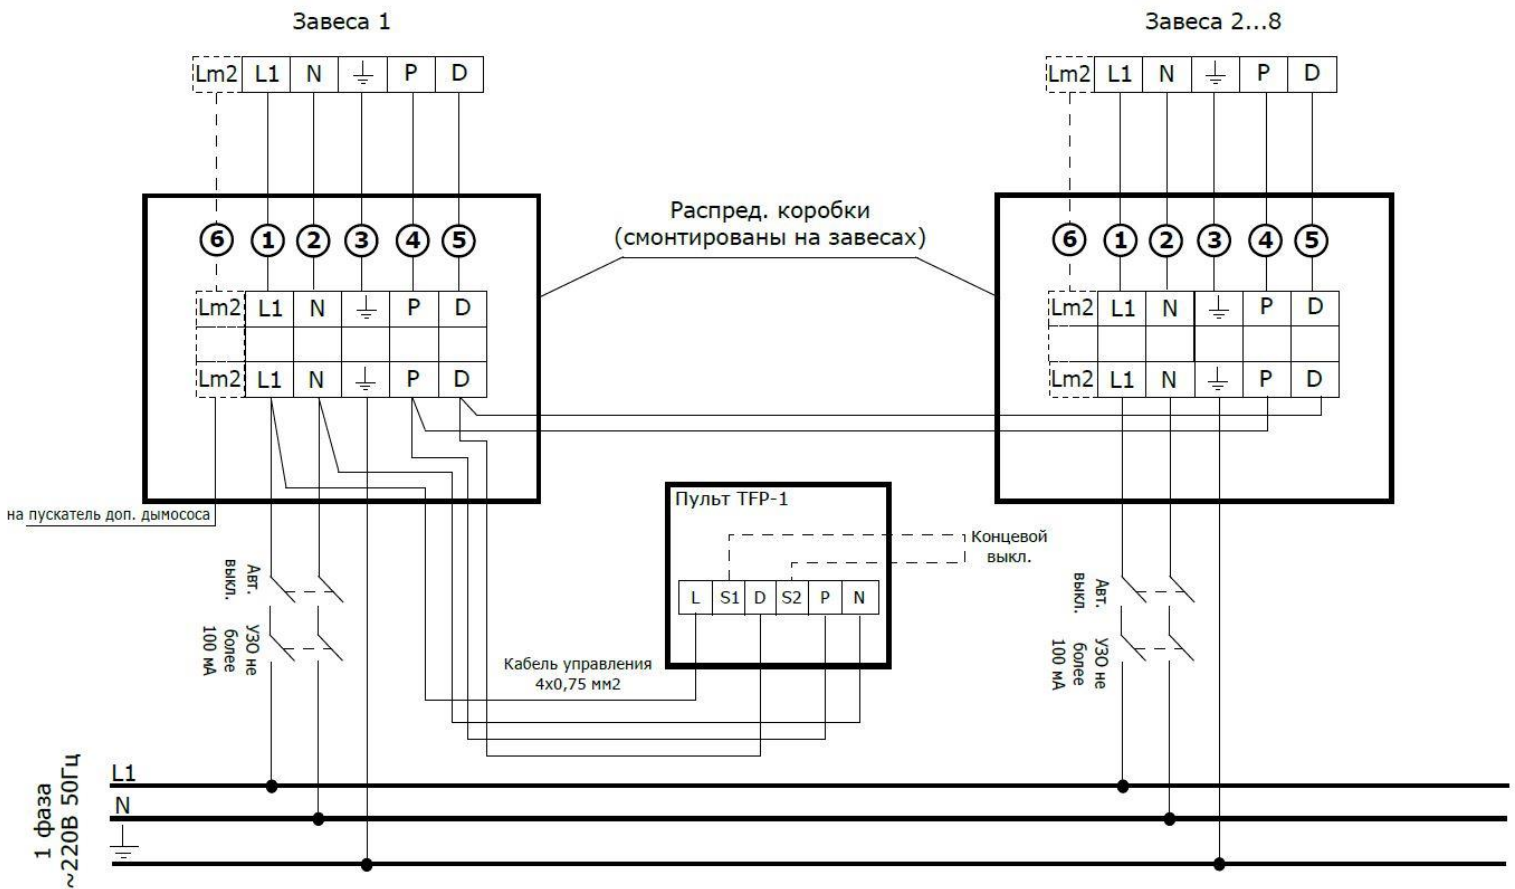 Завеса 1
Завеса 2...8
Lm2 L1 N P D
Lm2 L1 N P D
Распред. коробки
(смонтированы на завесах)
6 1 2 3 4 5
6 1 2 3 4 5
Lm2 L1 N P D
Lm2 L1 N P D
Lm2 L1 N P D
Lm2 L1 N P D
на пускатель доп. дымососа
Пульт TFP-1
Концевой
выкл.
L S1 D S2 P N
Авт.
выкл.
УЗО не
более
100 мА
Кабель управления
4х0,75 мм2
Авт.
выкл.
УЗО не
более
100 мА
1 фаза
~220В 50Гц
L1
N